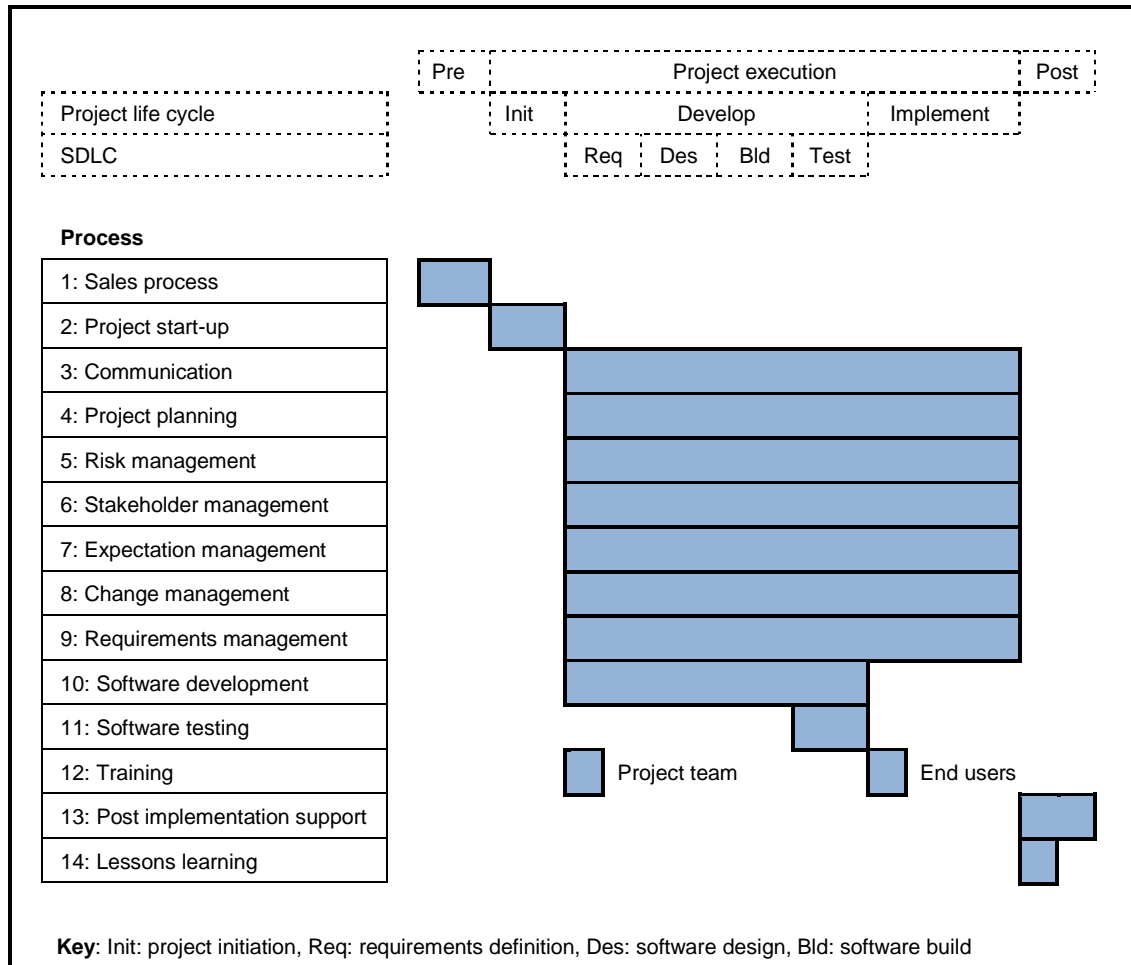 Pre Project execution Post
Project life cycle Init Develop Implement
SDLC Req Des Bld Test
Process
1: Sales process
2: Project start-up
3: Communication
4: Project planning
5: Risk management
6: Stakeholder management
7: Expectation management
8: Change management
9: Requirements management
10: Software development
11: Software testing
12: Training Project team End users
13: Post implementation support
14: Lessons learning
Key: Init: project initiation, Req: requirements definition, Des: software design, Bld: software build